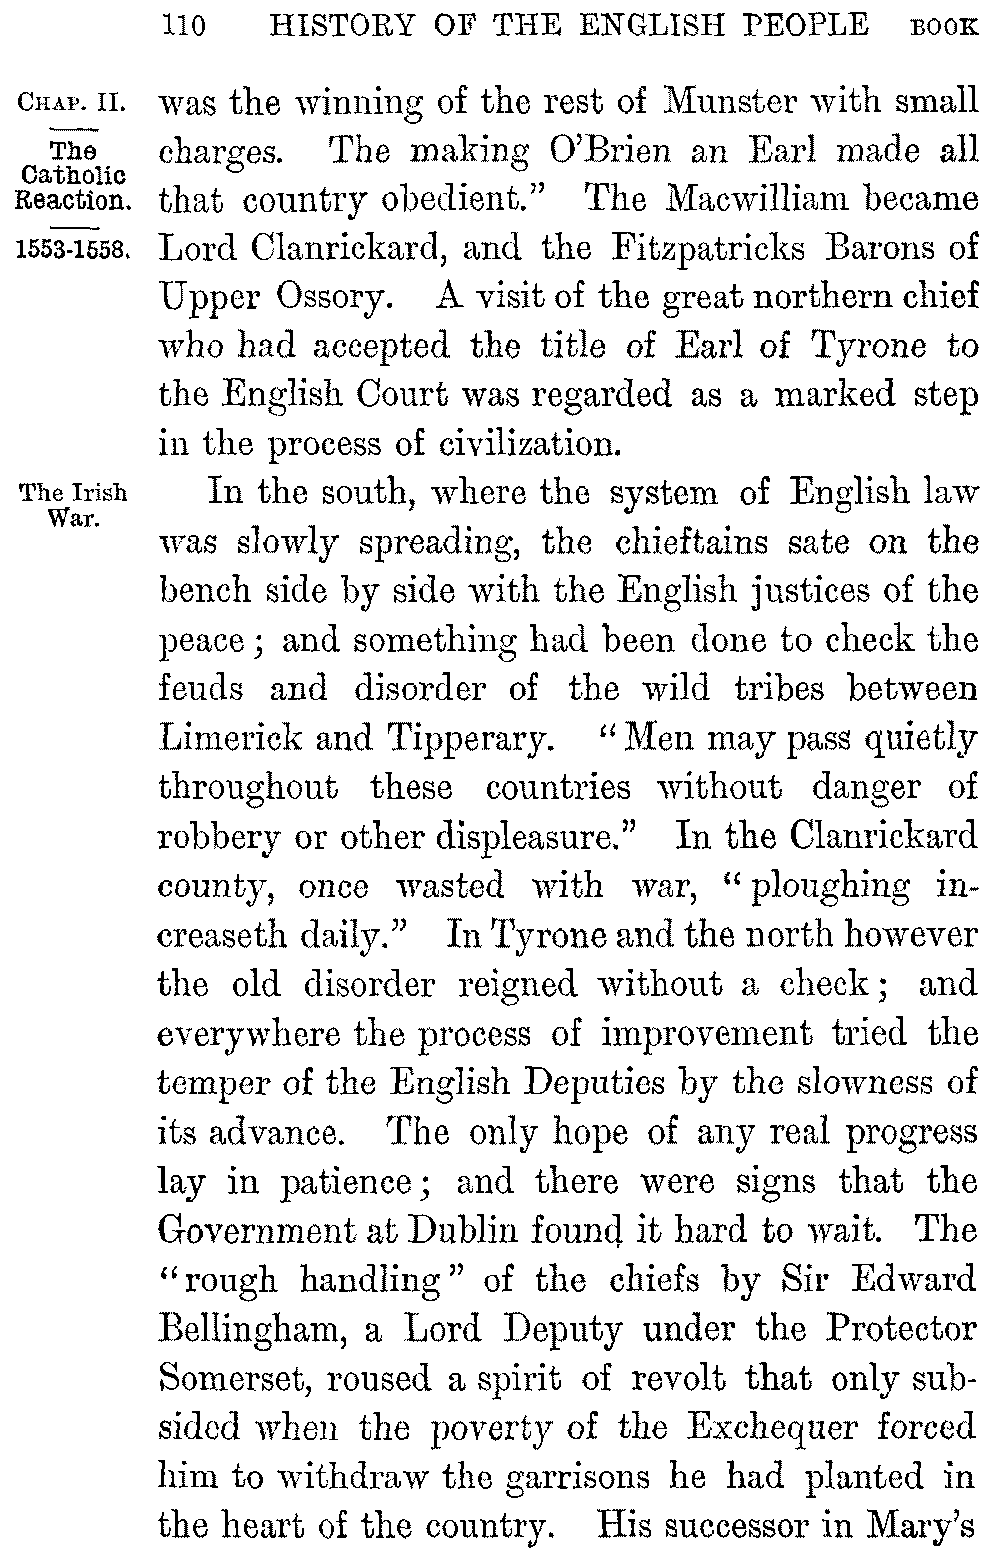 110 HISTORY OF THE ENGLISH PEOPLE BOOK
CHAP. II.
The
Catholic
Reaction.
1553-1558.
was the winning of the rest of Munster with small
charges. The making O'Brien an Earl made all
that country obedient." The Macwilliam became
Lord Clanrickard, and the Fitzpatricks Barons of
Upper Ossory. A visit of the great northern chief
who had accepted the title of Earl of Tyrone to
the English Court was regarded as a marked step
in the process of civilization.
The Irish
War.
In the south, where the system of English law
was slowly spreading, the chieftains sate on the
bench side by side with the English justices of the
peace; and something had been done to check the
feuds and disorder of the wild tribes between
Limerick and Tipperary. "Men may pass quietly
throughout these countries without danger of
robbery or other displeasure." In the Clanrickard
county, once wasted with war, "ploughing in-
creaseth daily." In Tyrone and the north however
the old disorder reigned without a check; and
everywhere the process of improvement tried the
temper of the English Deputies by the slowness of
its advance. The only hope of any real progress
lay in patience; and there were signs that the
Government at Dublin found it hard to wait. The
"rough handling" of the chiefs by Sir Edward
Bellingham, a Lord Deputy under the Protector
Somerset, roused a spirit of revolt that only sub-
sided when the poverty of the Exchequer forced
him to withdraw the garrisons he had planted in
the heart of the country. His successor in Mary's